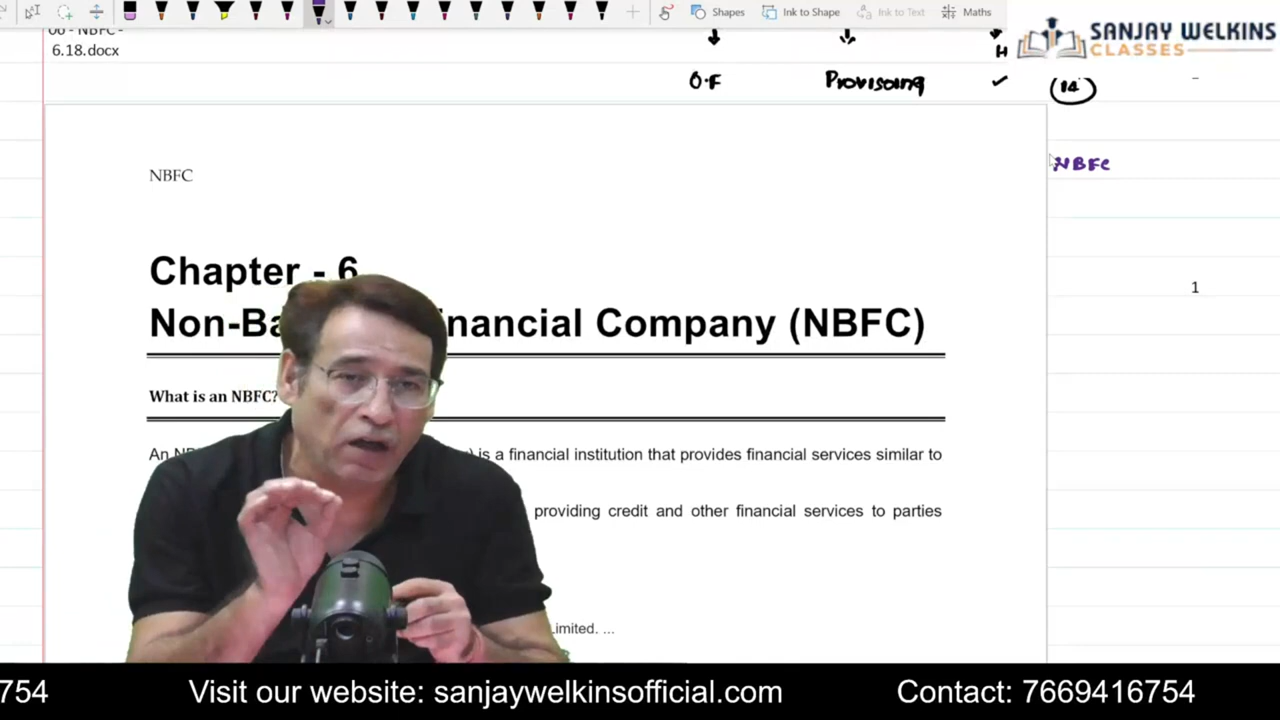 Shapes Ink to Shape Ink to Text Maths
SANJAY WELKINS
CLASSES
06 - NBFC -
6.18.docx
H
O.F Provisoing 14
NBFC
NBFC
Chapter - 6
1
Non-Ba nancial Company (NBFC)
What is an NBFC?
An is a financial institution that provides financial services similar to
providing credit and other financial services to parties
Limited. ...
754 Visit our website: sanjaywelkinsofficial.com Contact: 7669416754